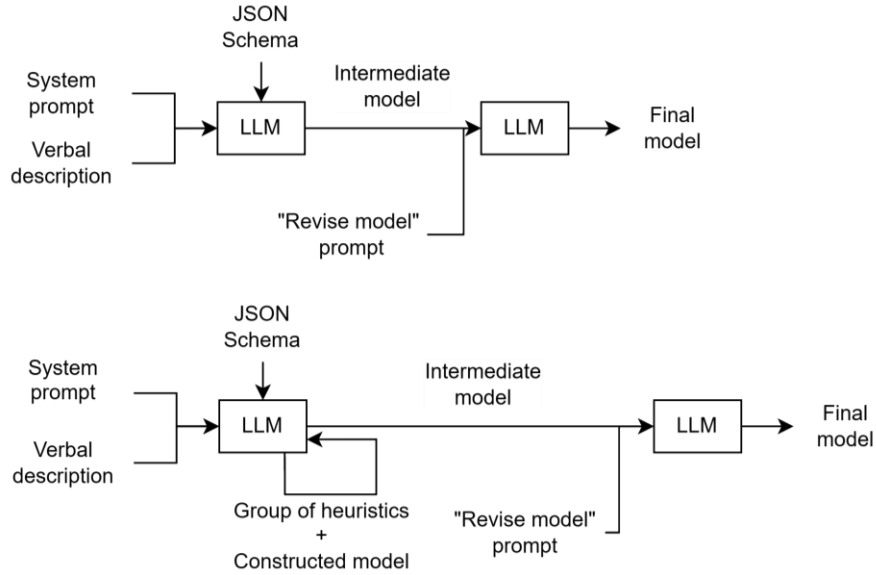 JSON
Schema
System
prompt
Verbal
description
LLM
Intermediate
model
LLM
Final
model
"Revise model"
prompt
JSON
Schema
System
prompt
Verbal
description
LLM
Intermediate
model
LLM
Final
model
Group of heuristics
+
Constructed model
"Revise model"
prompt